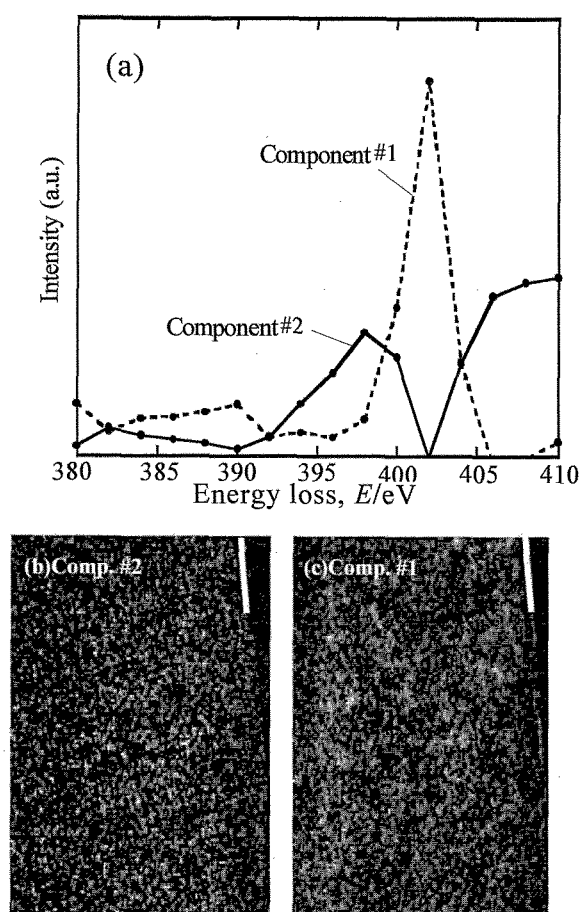 (a)
Component #1
Component #2
Intensity (a.u.)
380 385 390 395 400 405 410
Energy loss, E/eV
(b)Comp. #2
(c)Comp. #1